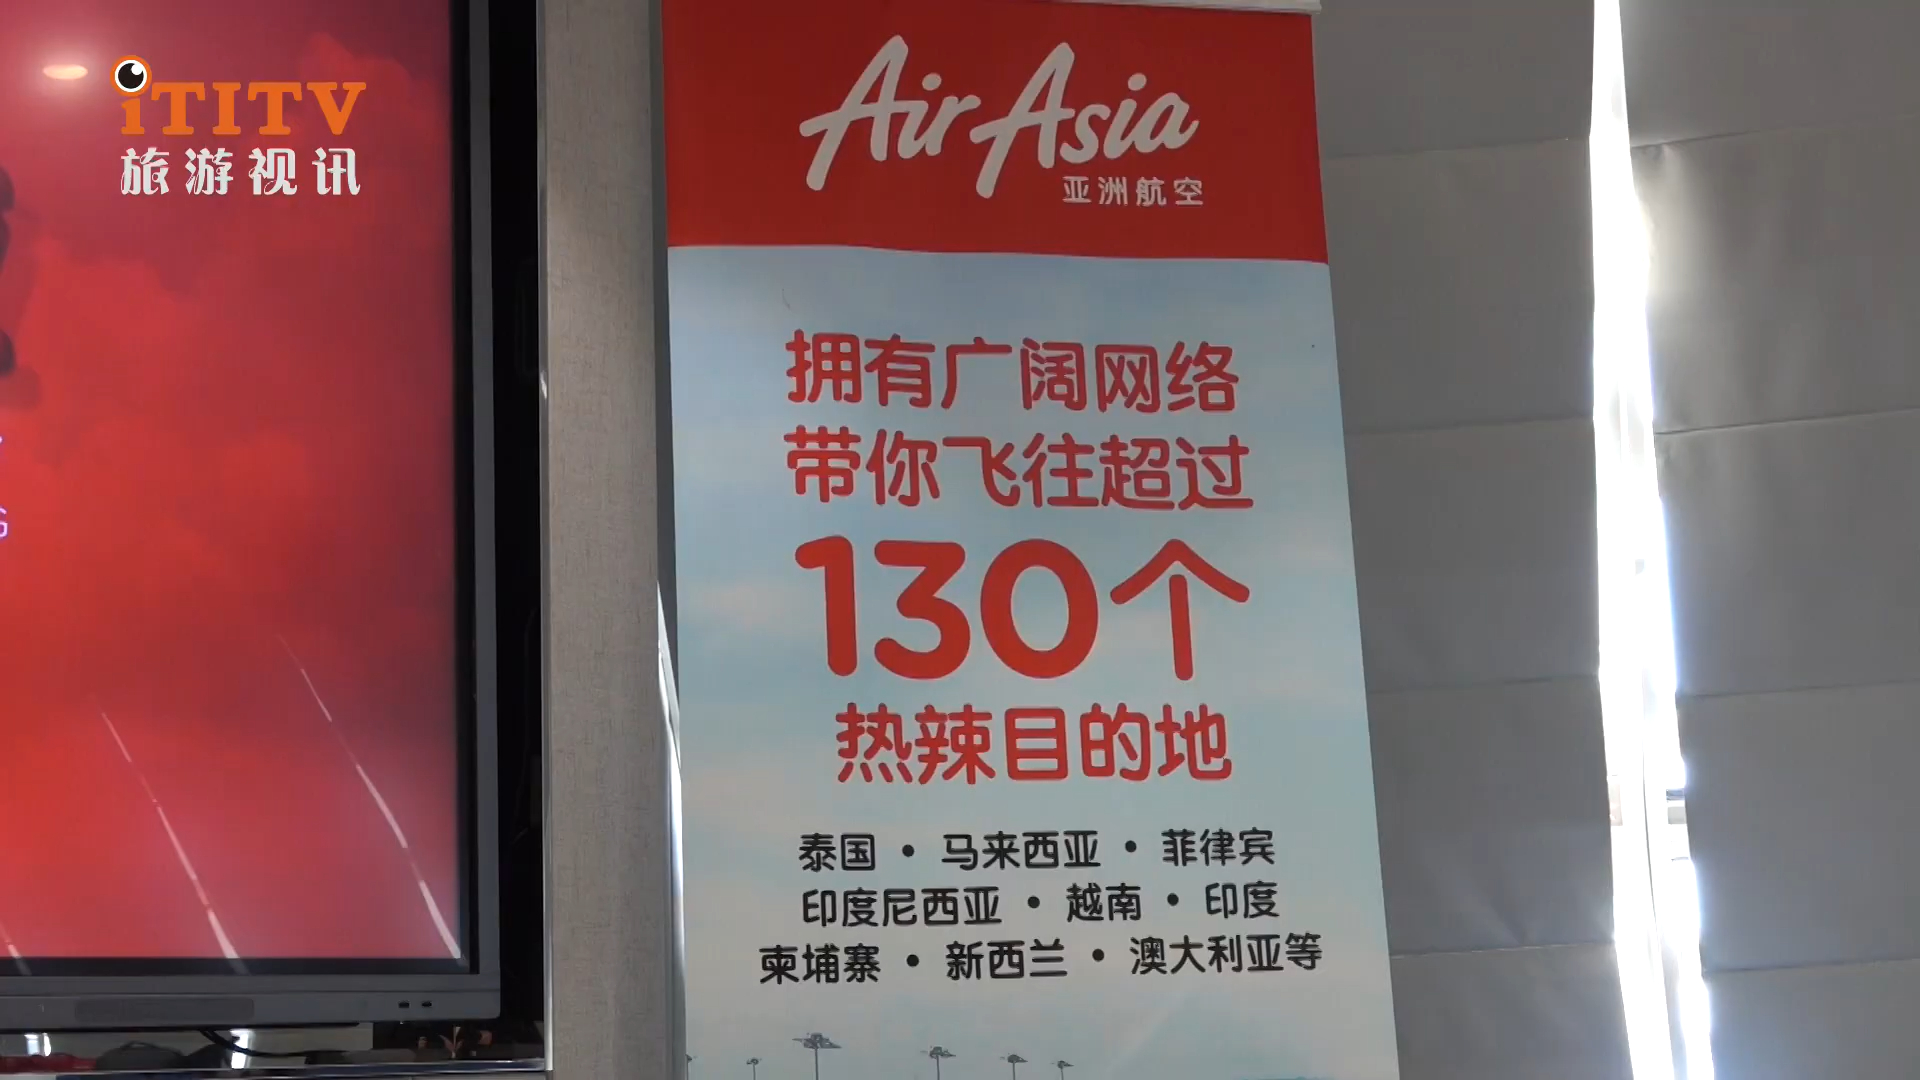 iTITV
旅游视讯
AirAsia
亚洲航空
拥有广阔网络
带你飞往超过
130个
热辣目的地
泰国・马来西亚・菲律宾
印度尼西亚・越南・印度
柬埔寨・新西兰・澳大利亚等